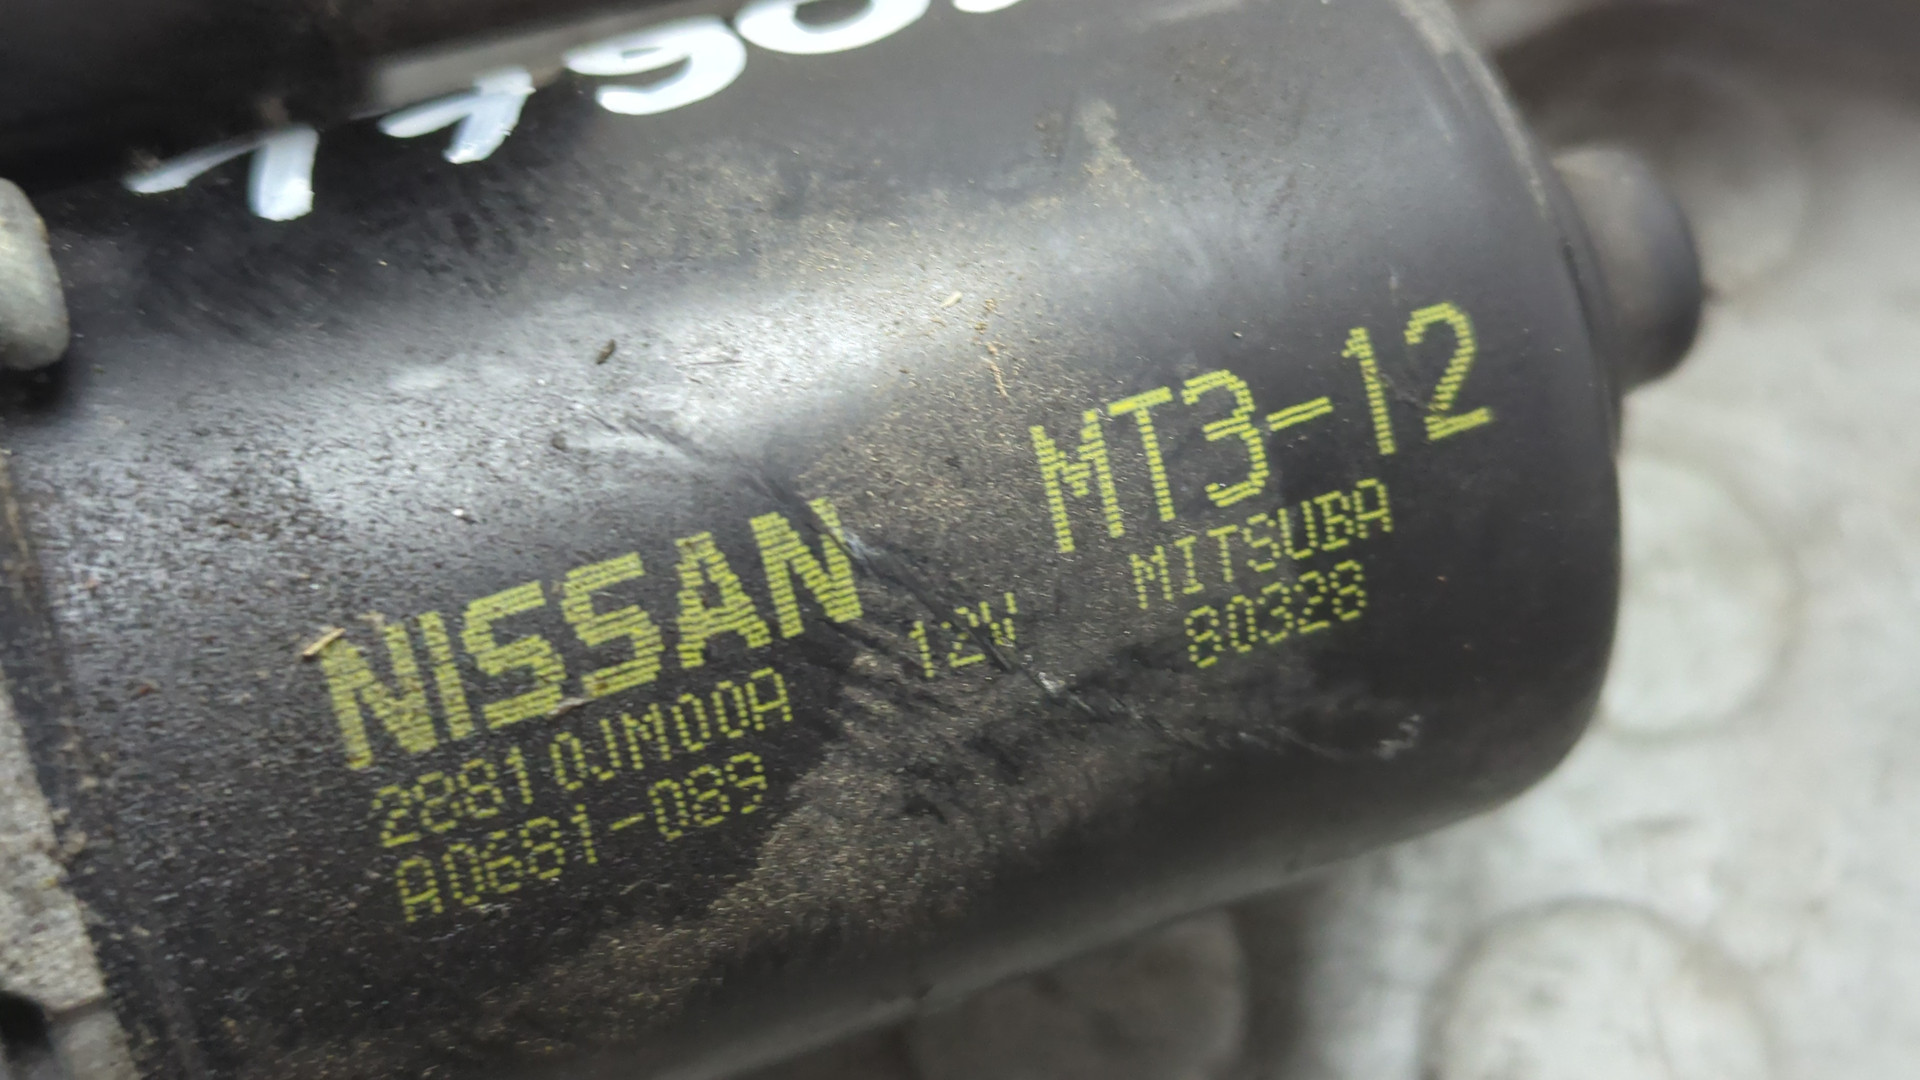 NISSAN
28810JM00A 12V
A0681-089
MT3-12
MITSUBA
80328